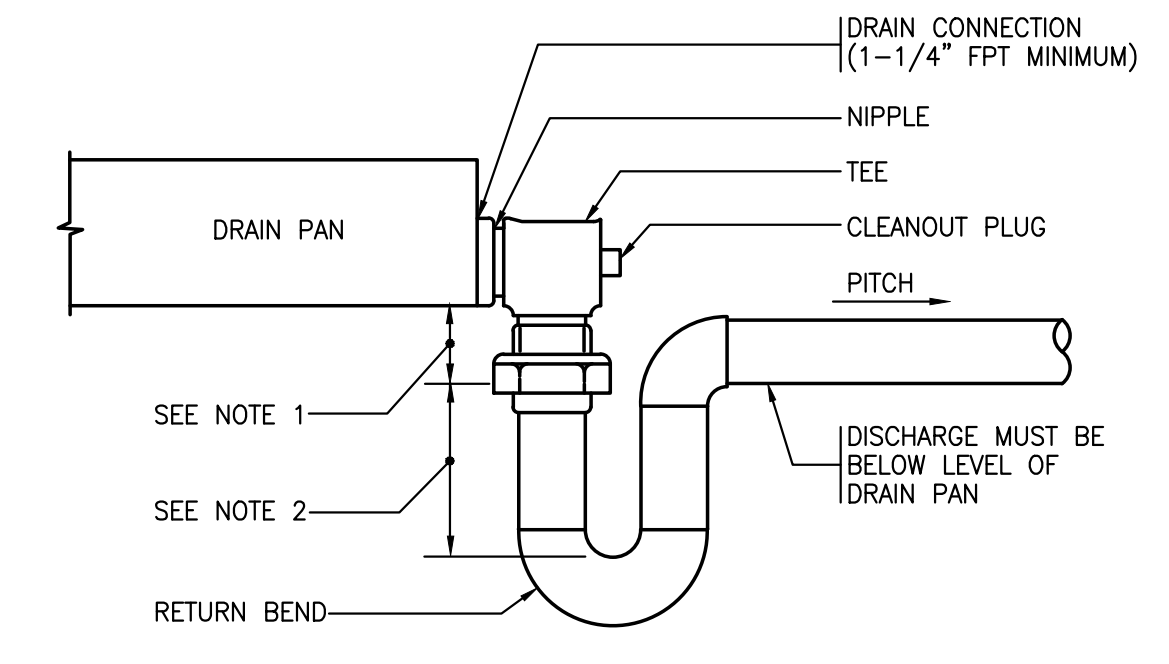 DRAIN CONNECTION
(1-1/4" FPT MINIMUM)
NIPPLE
TEE
DRAIN PAN
CLEANOUT PLUG
PITCH
SEE NOTE 1
DISCHARGE MUST BE
BELOW LEVEL OF
DRAIN PAN
SEE NOTE 2
RETURN BEND